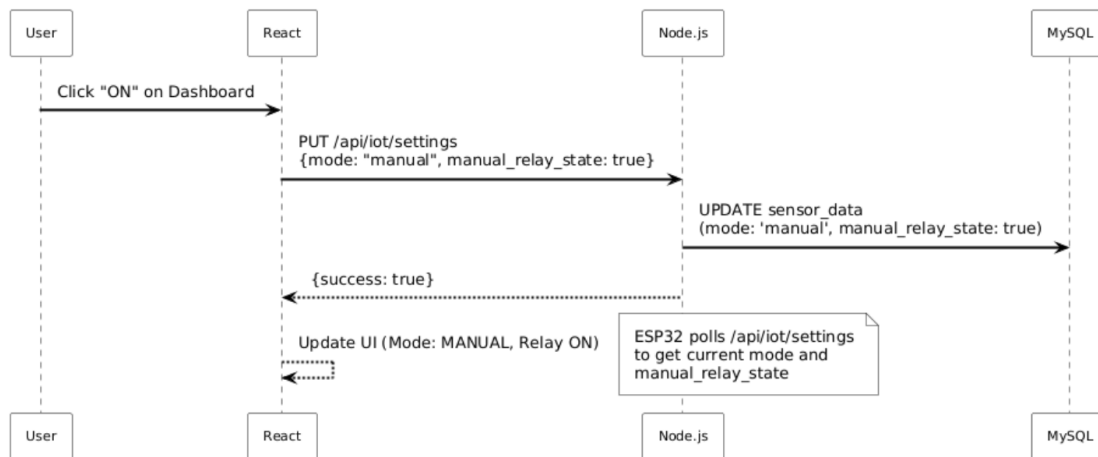 User
React
Node.js
MySQL
Click "ON" on Dashboard
PUT /api/iot/settings
{mode: "manual", manual_relay_state: true}
UPDATE sensor_data
(mode: 'manual', manual_relay_state: true)
{success: true}
Update UI (Mode: MANUAL, Relay ON)
ESP32 polls /api/iot/settings
to get current mode and
manual_relay_state
User
React
Node.js
MySQL